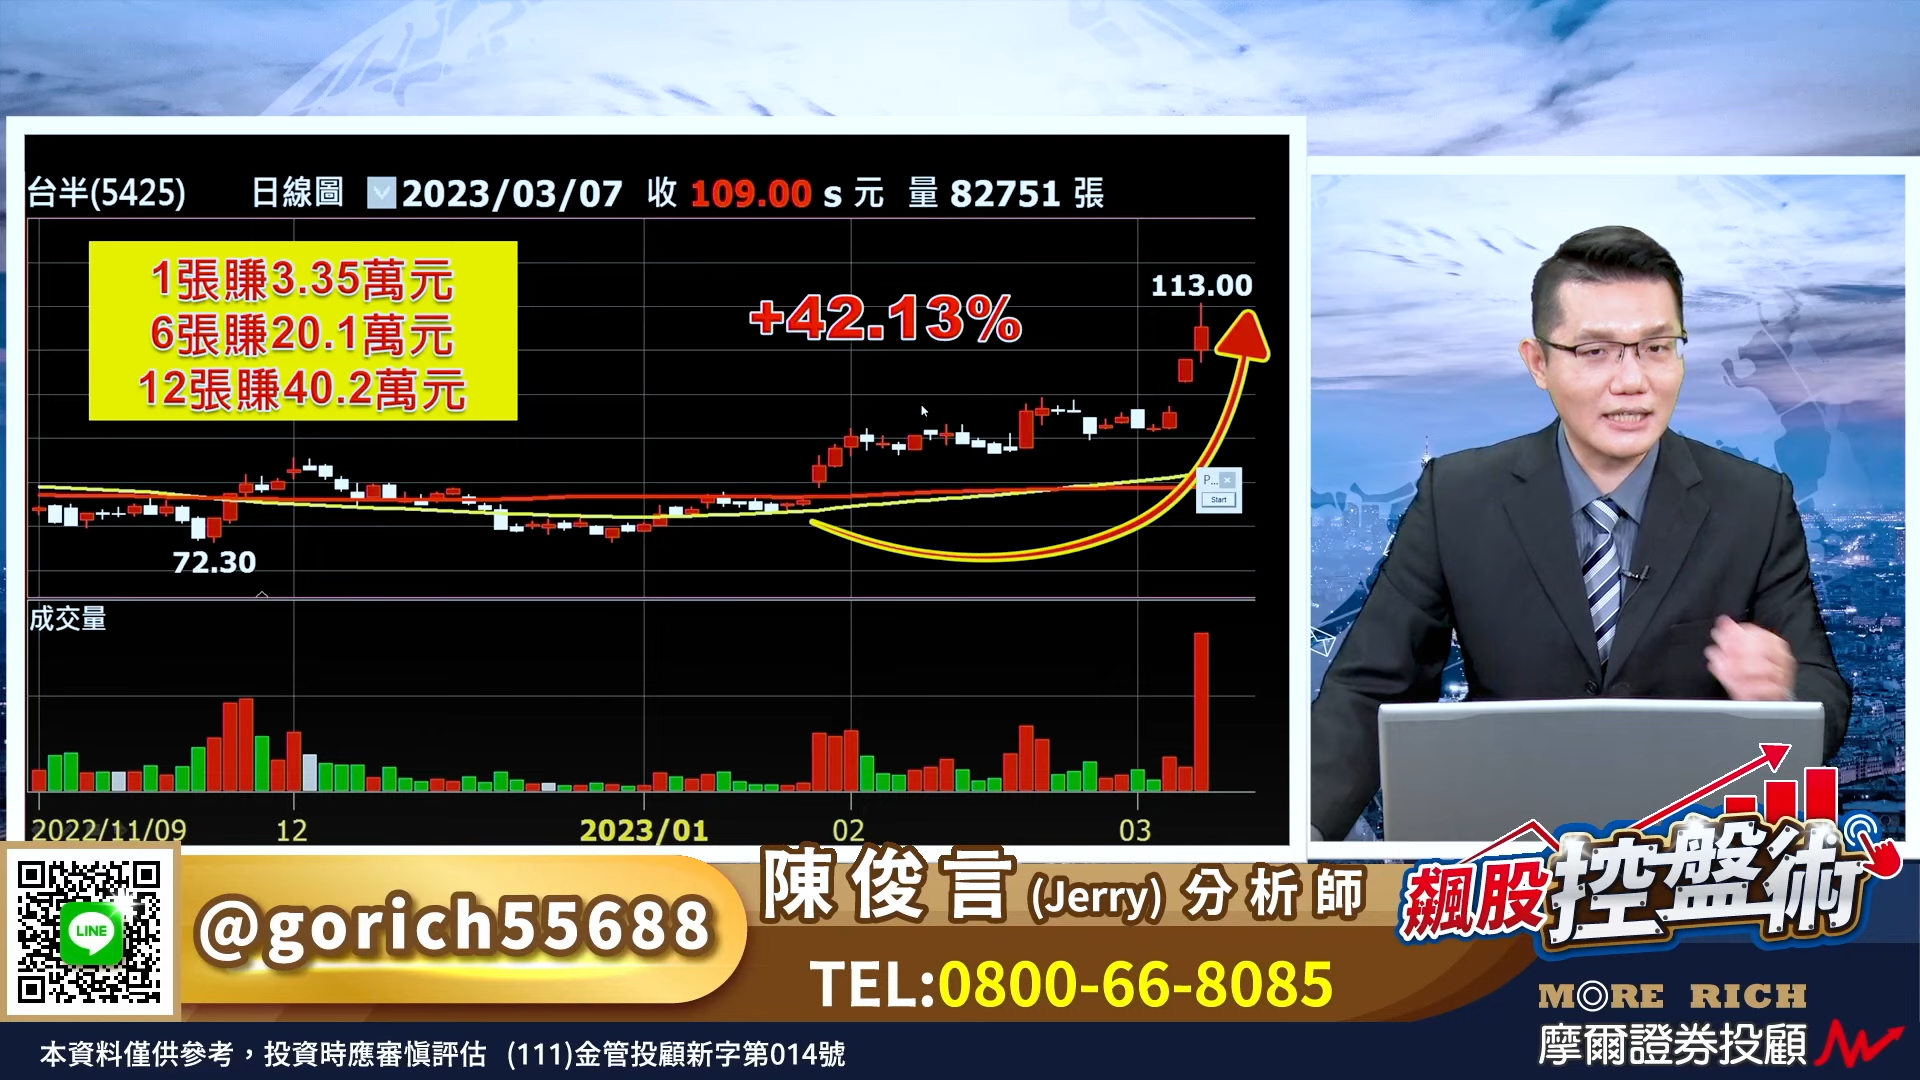 台半(5425) 日線圖 2023/03/07 收 109.00 s 元 量 82751 張
1張賺3.35萬元
6張賺20.1萬元
12張賺40.2萬元
+42.13%
113.00
72.30
P... ×
Start
成交量
2022/11/09 12 2023/01 02 03
LINE
@gorich55688
陳俊言(Jerry)分析師
TEL:0800-66-8085
飆股控盤術
MORE RICH
摩爾證券投顧
本資料僅供參考，投資時應審慎評估 (111)金管投顧新字第014號